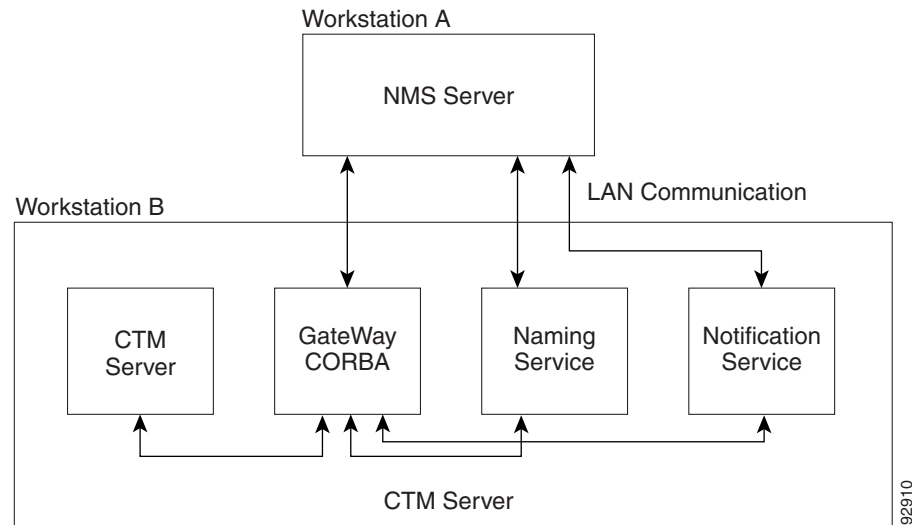 Workstation A
NMS Server
LAN Communication
Workstation B
CTM
Server
GateWay
CORBA
Naming
Service
Notification
Service
CTM Server
92910